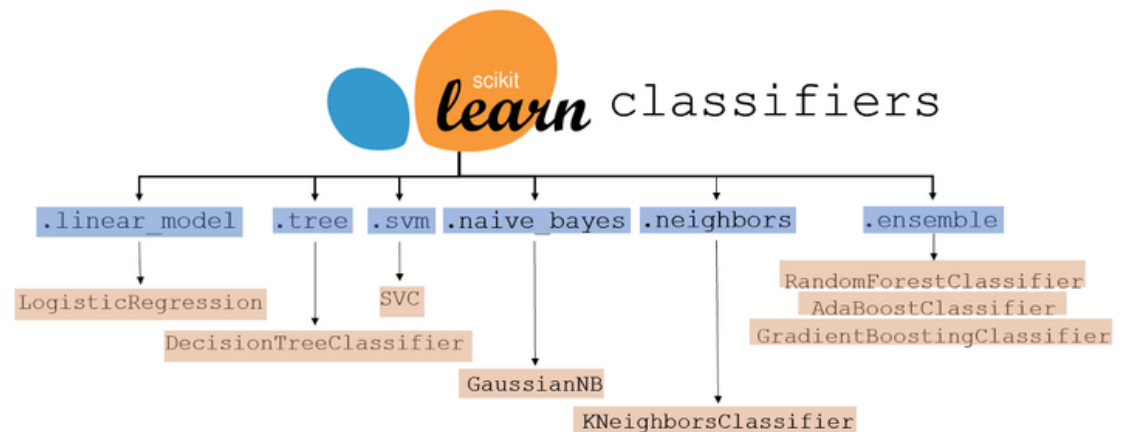 scikit
learn classifiers
.linear_model .tree .svm .naive_bayes .neighbors .ensemble
RandomForestClassifier
LogisticRegression SVC AdaBoostClassifier
DecisionTreeClassifier GradientBoostingClassifier
GaussianNB
KNeighborsClassifier